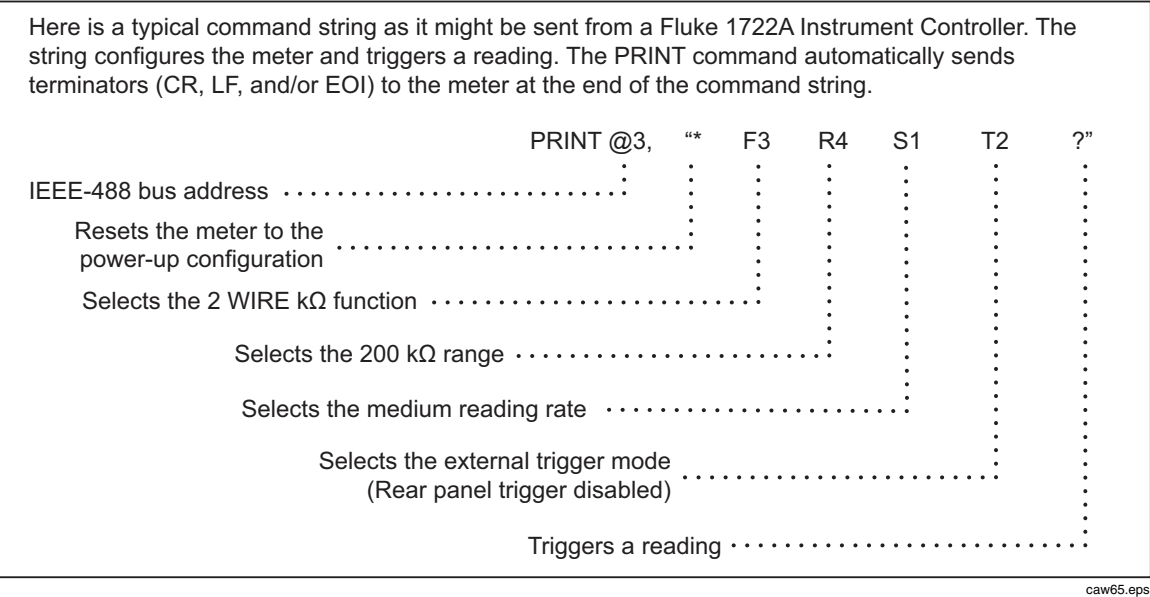 Here is a typical command string as it might be sent from a Fluke 1722A Instrument Controller. The
string configures the meter and triggers a reading. The PRINT command automatically sends
terminators (CR, LF, and/or EOI) to the meter at the end of the command string.
PRINT @3, “* F3 R4 S1 T2 ?”
IEEE-488 bus address
Resets the meter to the
power-up configuration
Selects the 2 WIRE kΩ function
Selects the 200 kΩ range
Selects the medium reading rate
Selects the external trigger mode
(Rear panel trigger disabled)
Triggers a reading
caw65.eps